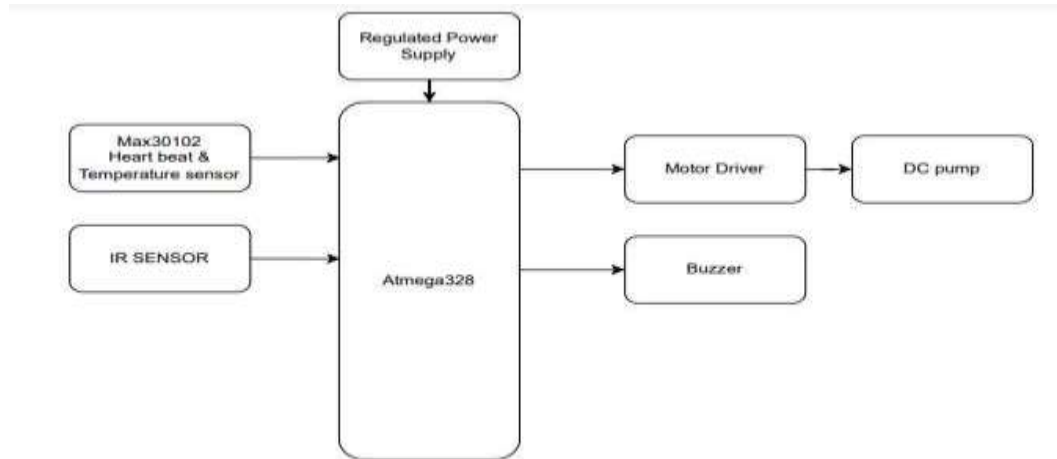 Regulated Power
Supply
Max30102
Heart beat &
Temperature sensor
Motor Driver
DC pump
IR SENSOR
Atmega328
Buzzer